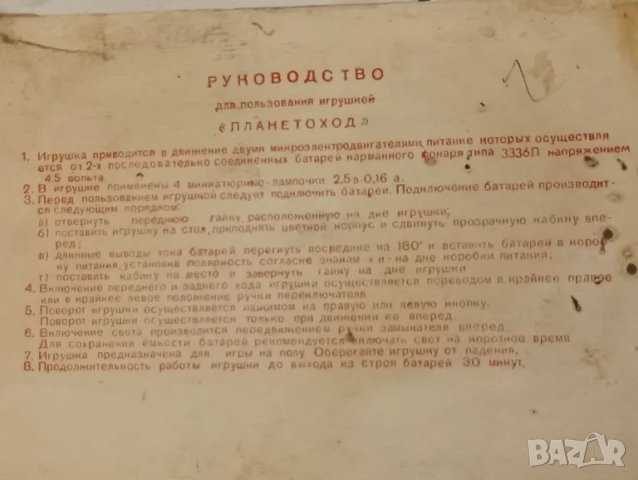 РУКОВОДСТВО
для пользования игрушкой
«ПЛАНЕТОХОД»
1. Игрушка приводится в движение двумя микроэлектродвигателями, питание которых осуществля
ется от 2-х последовательно соединенных батарей карманного фонаря типа 3336Л напряжением
4,5 вольта
2. В игрушке применены 4 миниатюрные лампочки 2,5 в 0,16 а.
3. Перед пользованием игрушкой следует подключить батареи. Подключение батарей производит-
ся следующим порядком:
а) отвернуть переднюю гайку, расположенную на дне игрушки;
б) поставить игрушку на стол, приподнять цветной корпус и сдвинуть прозрачную кабину впе-
ред;
в) длинные выводы тока батарей перегнуть посредине на 180° и вставить батареи в короб
ку питания, установив полярность согласно знакам + и - на дне коробки питания;
г) поставить кабину на место и завернуть гайку на дне игрушки
4. Включение переднего и заднего хода игрушки осуществляется переводом в крайнее правое
или в крайнее левое положение ручки переключателя
5. Поворот игрушки осуществляется нажимом на правую или левую кнопку.
Поворот игрушки осуществляется только при движении ее вперед
6. Включение света производится передвижением ручки замыкателя вперед
Для сохранения ёмкости батарей рекомендуется включать свет на короткое время
7. Игрушка предназначена для игры на полу. Оберегайте игрушку от падения,
8. Продолжительность работы игрушки до выхода из строя батарей 30 минут,
BAZAR